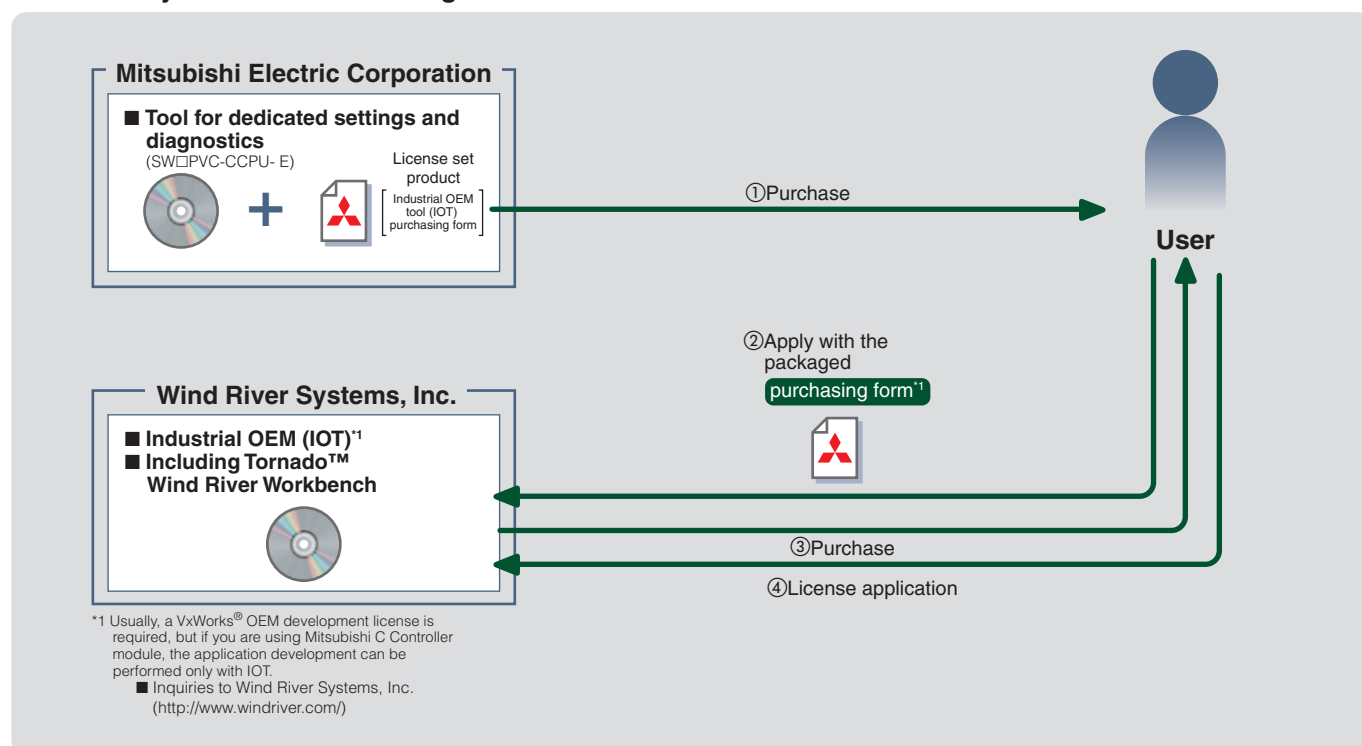 Mitsubishi Electric Corporation
■ Tool for dedicated settings and
diagnostics
(SW□PVC-CCPU- E)
License set
product
Industrial OEM
tool (IOT)
purchasing form
①Purchase
User
②Apply with the
packaged
purchasing form*1
Wind River Systems, Inc.
■ Industrial OEM (IOT)*1
■ Including Tornado™
Wind River Workbench
③Purchase
④License application
*1 Usually, a VxWorks® OEM development license is
required, but if you are using Mitsubishi C Controller
module, the application development can be
performed only with IOT.
■ Inquiries to Wind River Systems, Inc.
(http://www.windriver.com/)